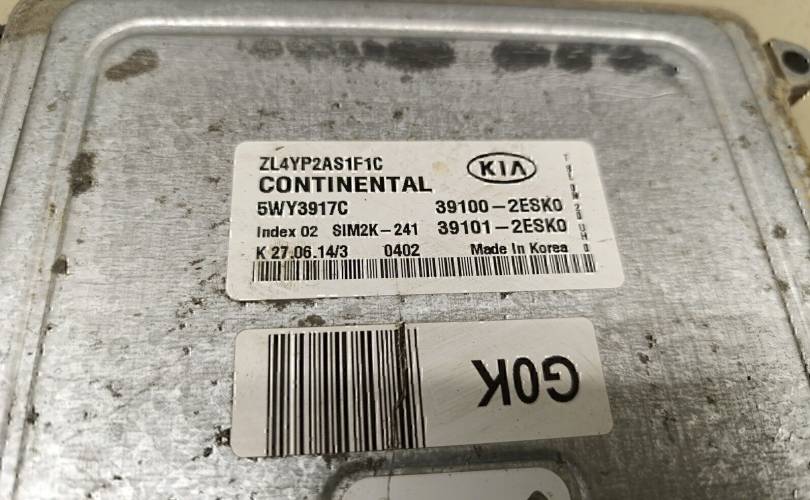 ZL4YP2AS1F1C
KIA
CONTINENTAL
5WY3917C 39100-2ESK0
Index 02 SIM2K-241 39101-2ESK0
K 27.06.14/3 0402 Made In Korea
G0K